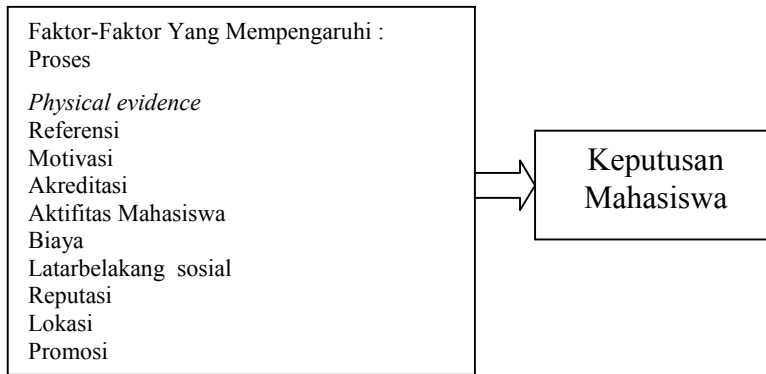 Faktor-Faktor Yang Mempengaruhi :
Proses
Physical evidence
Referensi
Motivasi
Akreditasi
Aktifitas Mahasiswa
Biaya
Latarbelakang sosial
Reputasi
Lokasi
Promosi
Keputusan
Mahasiswa